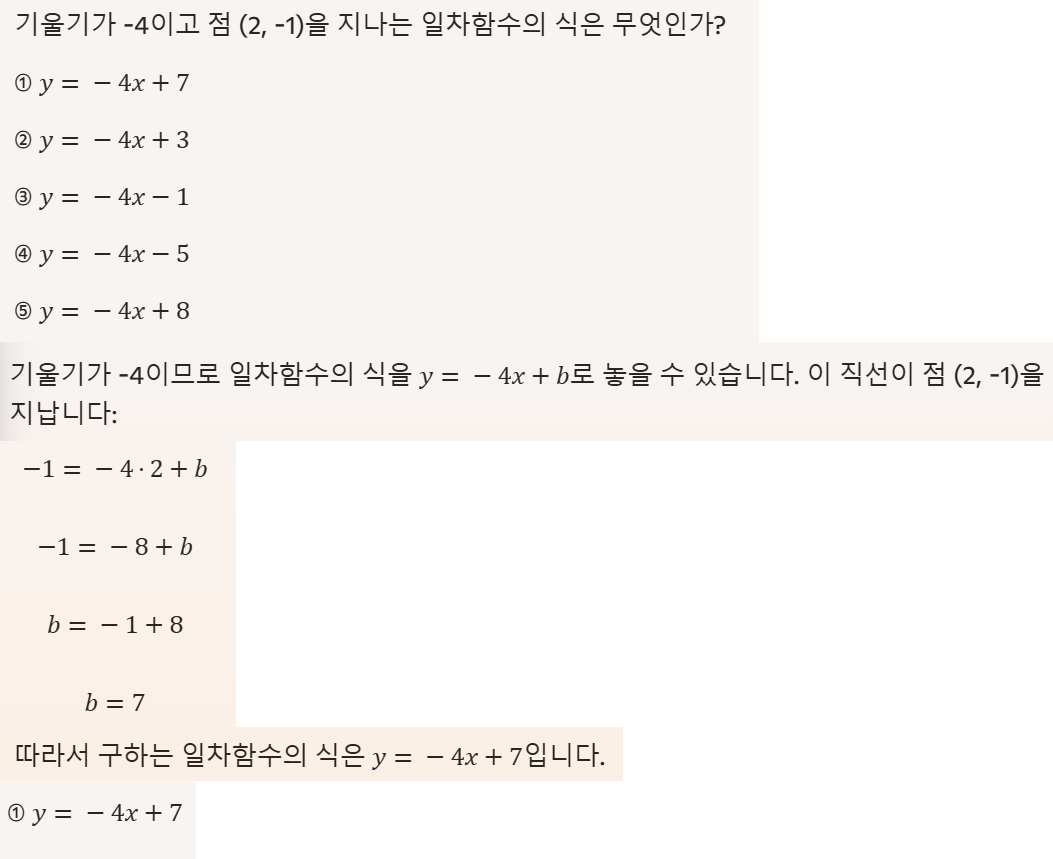 기울기가 -4이고 점 (2, -1)을 지나는 일차함수의 식은 무엇인가?
① y = − 4x + 7
② y = − 4x + 3
③ y = − 4x − 1
④ y = − 4x − 5
⑤ y = − 4x + 8
기울기가 -4이므로 일차함수의 식을 y = − 4x + b로 놓을 수 있습니다. 이 직선이 점 (2, -1)을
지납니다:
−1 = − 4 · 2 + b
−1 = − 8 + b
b = − 1 + 8
b = 7
따라서 구하는 일차함수의 식은 y = − 4x + 7입니다.
① y = − 4x + 7